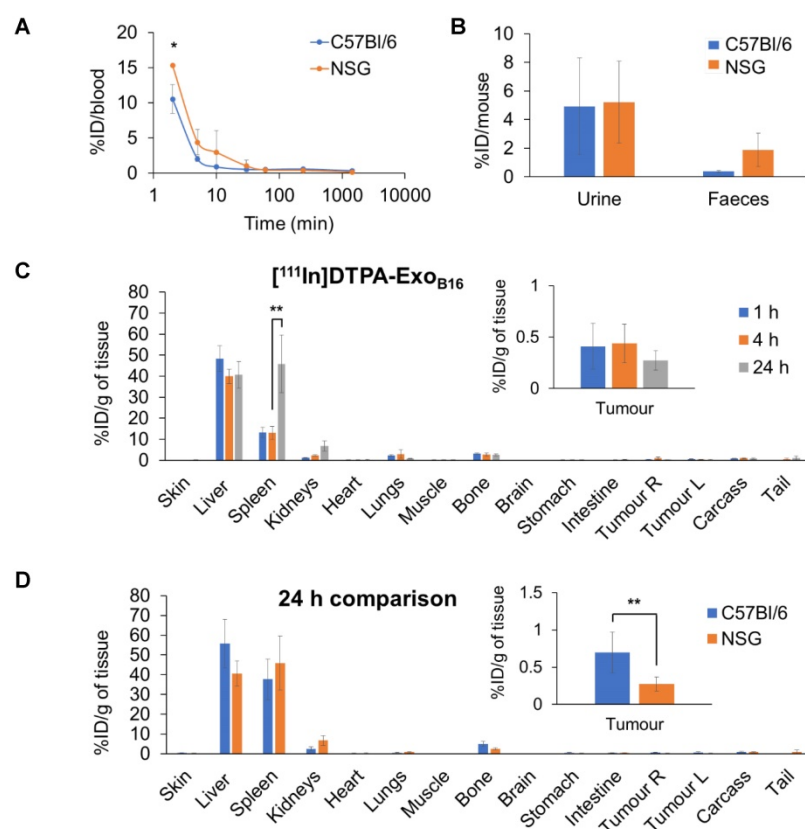 A
20
15
10
5
0
%ID/blood
*
C57Bl/6
NSG
1
10
100
1000
10000
Time (min)
B
10
8
6
4
2
0
%ID/mouse
C57Bl/6
NSG
Urine
Faeces
C
[¹¹¹In]DTPA-Exo_B16
80
70
60
50
40
30
20
10
0
%ID/g of tissue
**
Skin
Liver
Spleen
Kidneys
Heart
Lungs
Muscle
Bone
Brain
Stomach
Intestine
Tumour R
Tumour L
Carcass
Tail
1
0.5
0
%ID/g of tissue
Tumour
1 h
4 h
24 h
D
24 h comparison
80
70
60
50
40
30
20
10
0
%ID/g of tissue
Skin
Liver
Spleen
Kidneys
Heart
Lungs
Muscle
Bone
Brain
Stomach
Intestine
Tumour R
Tumour L
Carcass
Tail
1.5
1
0.5
0
%ID/g of tissue
**
Tumour
C57Bl/6
NSG